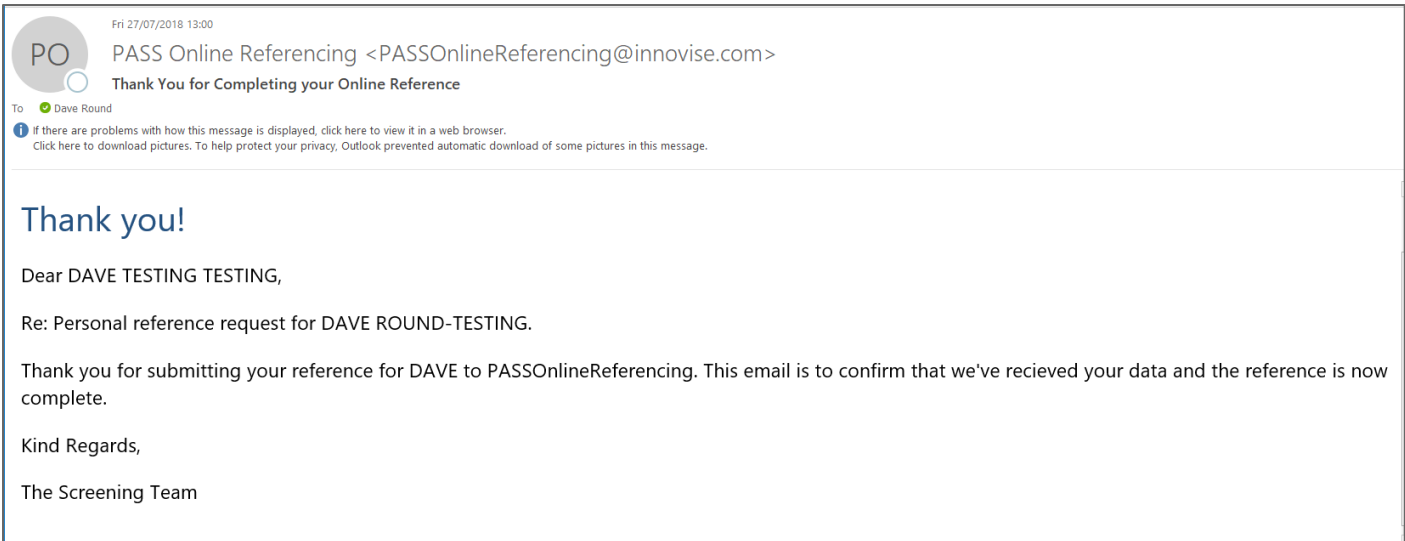 Fri 27/07/2018 13:00
PO
PASS Online Referencing <PASSOnlineReferencing@innovise.com>
Thank You for Completing your Online Reference
To Dave Round
If there are problems with how this message is displayed, click here to view it in a web browser.
Click here to download pictures. To help protect your privacy, Outlook prevented automatic download of some pictures in this message.
Thank you!
Dear DAVE TESTING TESTING,
Re: Personal reference request for DAVE ROUND-TESTING.
Thank you for submitting your reference for DAVE to PASSOnlineReferencing. This email is to confirm that we've recieved your data and the reference is now
complete.
Kind Regards,
The Screening Team